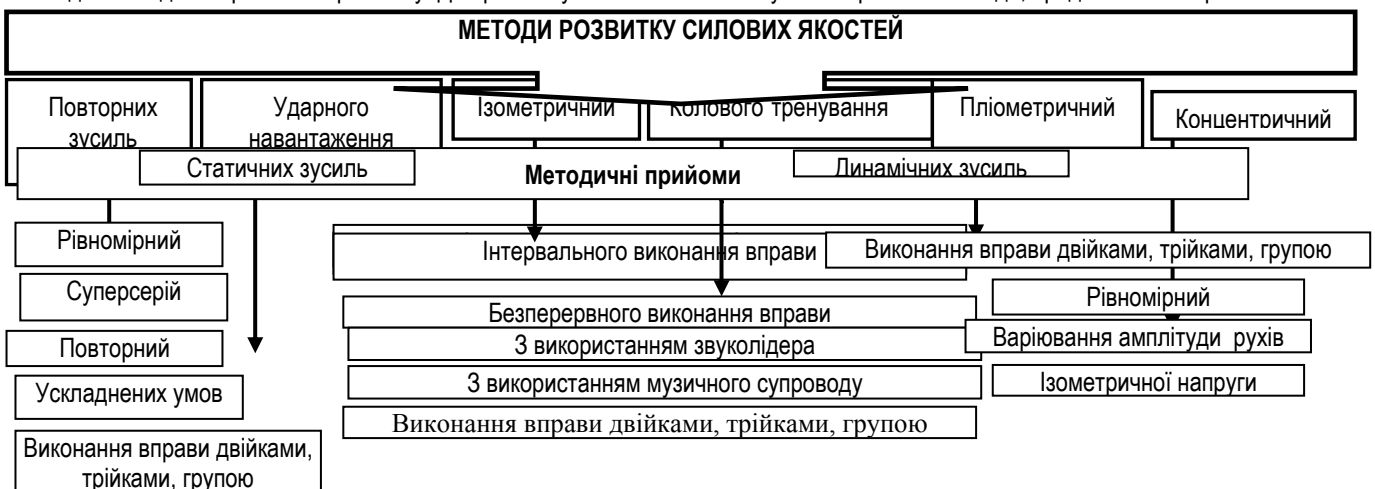 МЕТОДИ РОЗВИТКУ СИЛОВИХ ЯКОСТЕЙ
Повторних
зусиль
Ударного
навантаження
Ізометричний
Колового тренування
Пліометричний
Концентричний
Статичних зусиль
Методичні прийоми
Динамічних зусиль
Рівномірний
Суперсерій
Повторний
Ускладнених умов
Виконання вправи двійками,
трійками, групою
Інтервального виконання вправи
Безперервного виконання вправи
З використанням звуколідера
З використанням музичного супроводу
Виконання вправи двійками, трійками, групою
Виконання вправи двійками, трійками, групою
Рівномірний
Варіювання амплітуди рухів
Ізометричної напруги